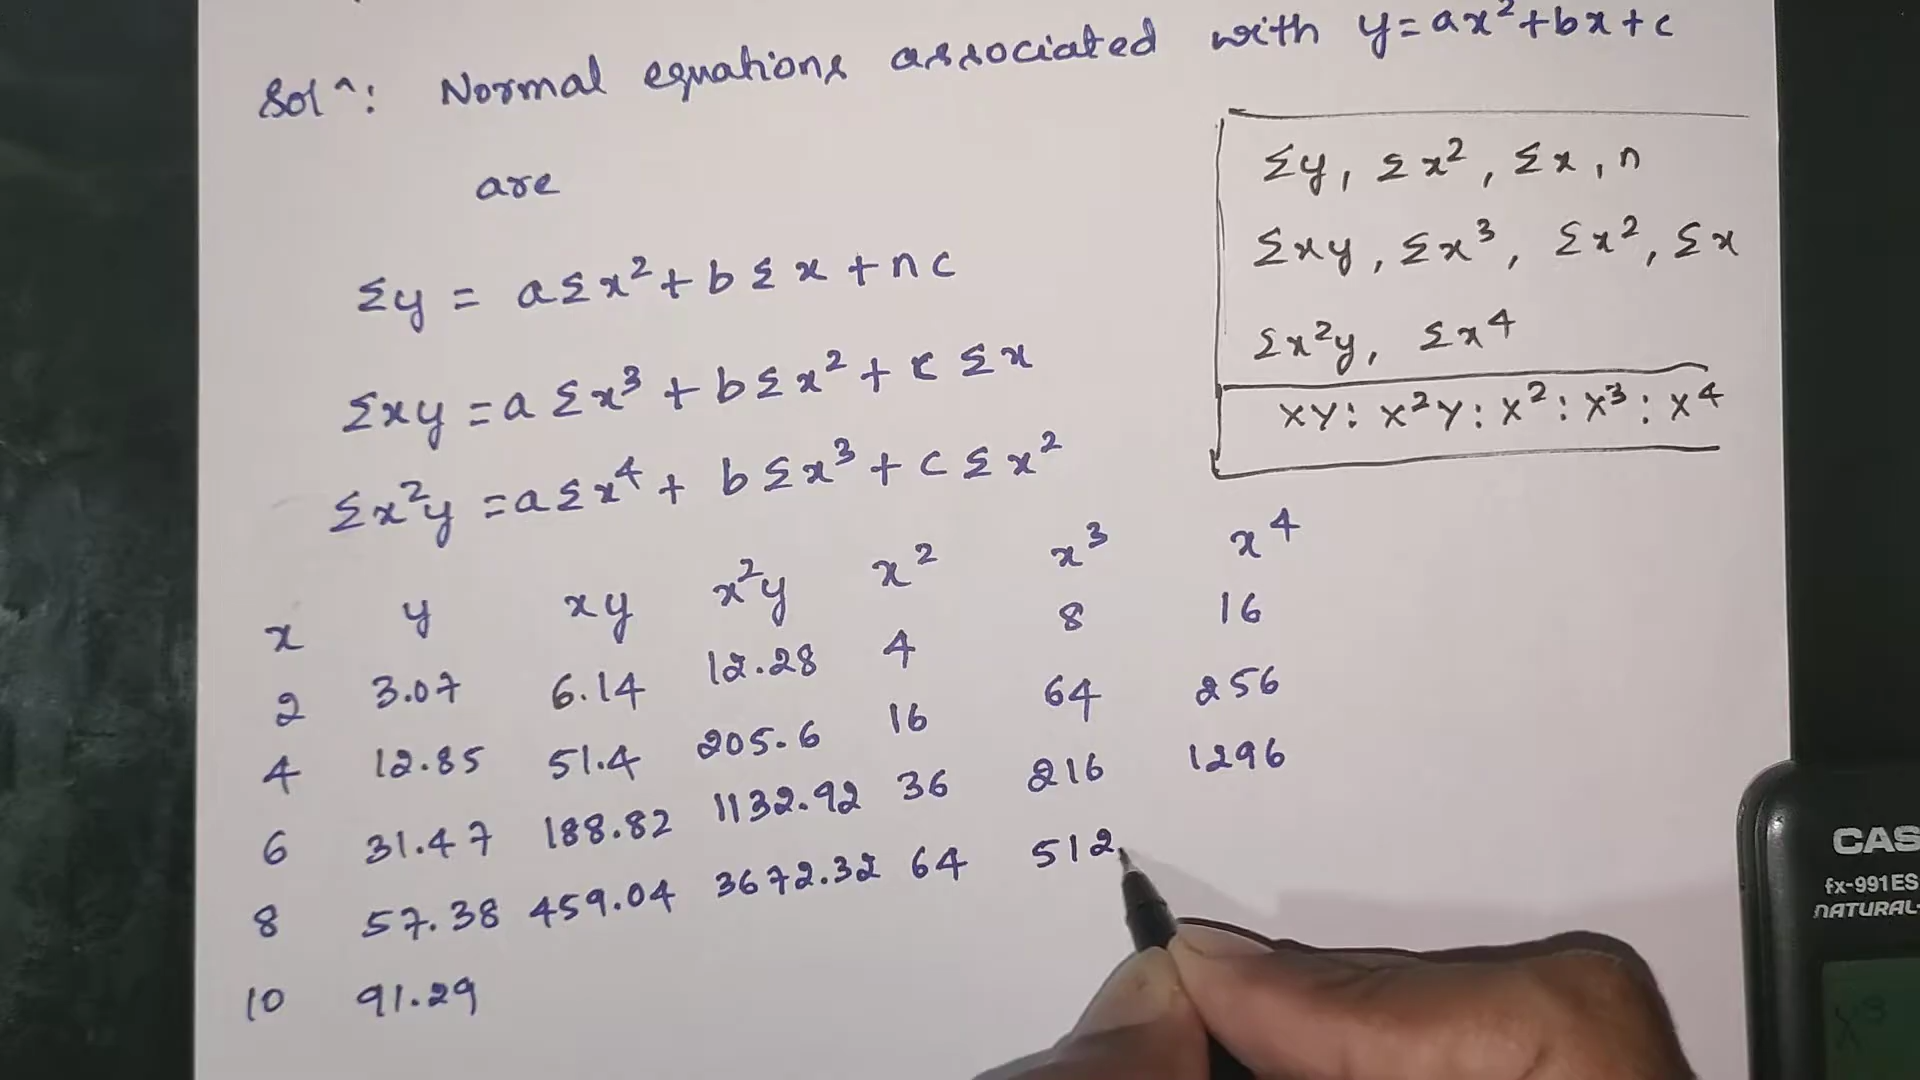 Solⁿ: Normal equations associated with y=ax²+bx+c
are
Σy = aΣx²+bΣx+nc
Σxy =aΣx³+bΣx²+cΣx
Σx²y =aΣx⁴+ bΣx³+cΣx²
Σy, Σx², Σx, n
Σxy, Σx³, Σx², Σx
Σx²y, Σx⁴
XY: X²Y: X²: X³: X⁴
x y xy x²y x² x³ x⁴
2 3.07 6.14 12.28 4 8 16
4 12.85 51.4 205.6 16 64 256
6 31.47 188.82 1132.92 36 216 1296
8 57.38 459.04 3672.32 64 512
10 91.29
CAS
fx-991ES
NATURAL-